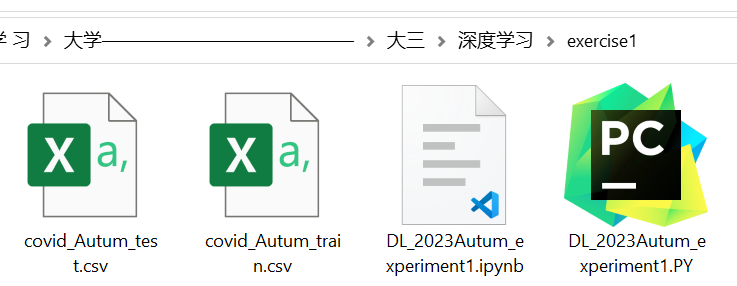 学习 > 大学———————————— > 大三 > 深度学习 > exercise1
a,
X
a,
X
PC
covid_Autum_tes
t.csv
covid_Autum_trai
n.csv
DL_2023Autum_e
xperiment1.ipynb
DL_2023Autum_e
xperiment1.PY